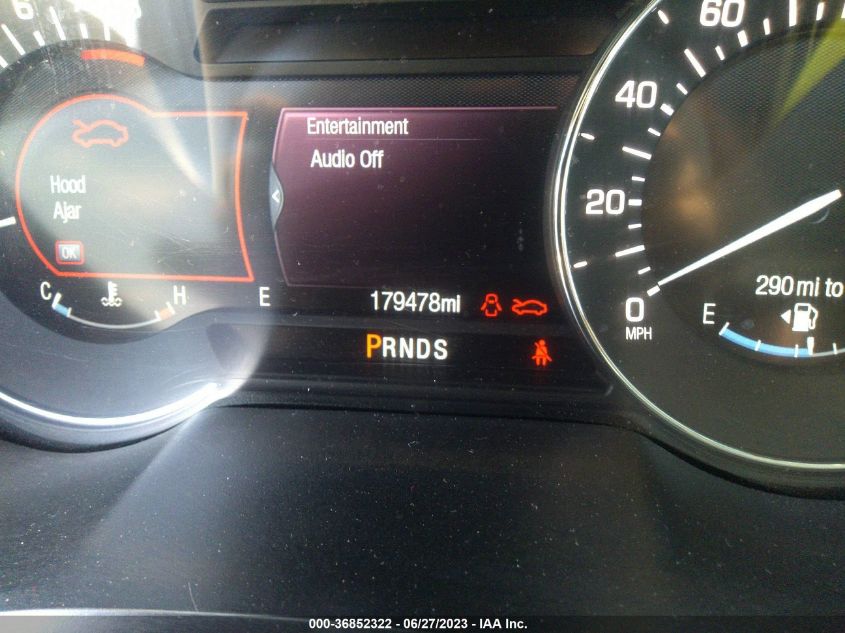 6
60
40
20
0
MPH
Entertainment
Audio Off
Hood
Ajar
OK
C
H
E
179478mi
PRNDS
290 mi to
E
000-36852322 - 06/27/2023 - IAA Inc.